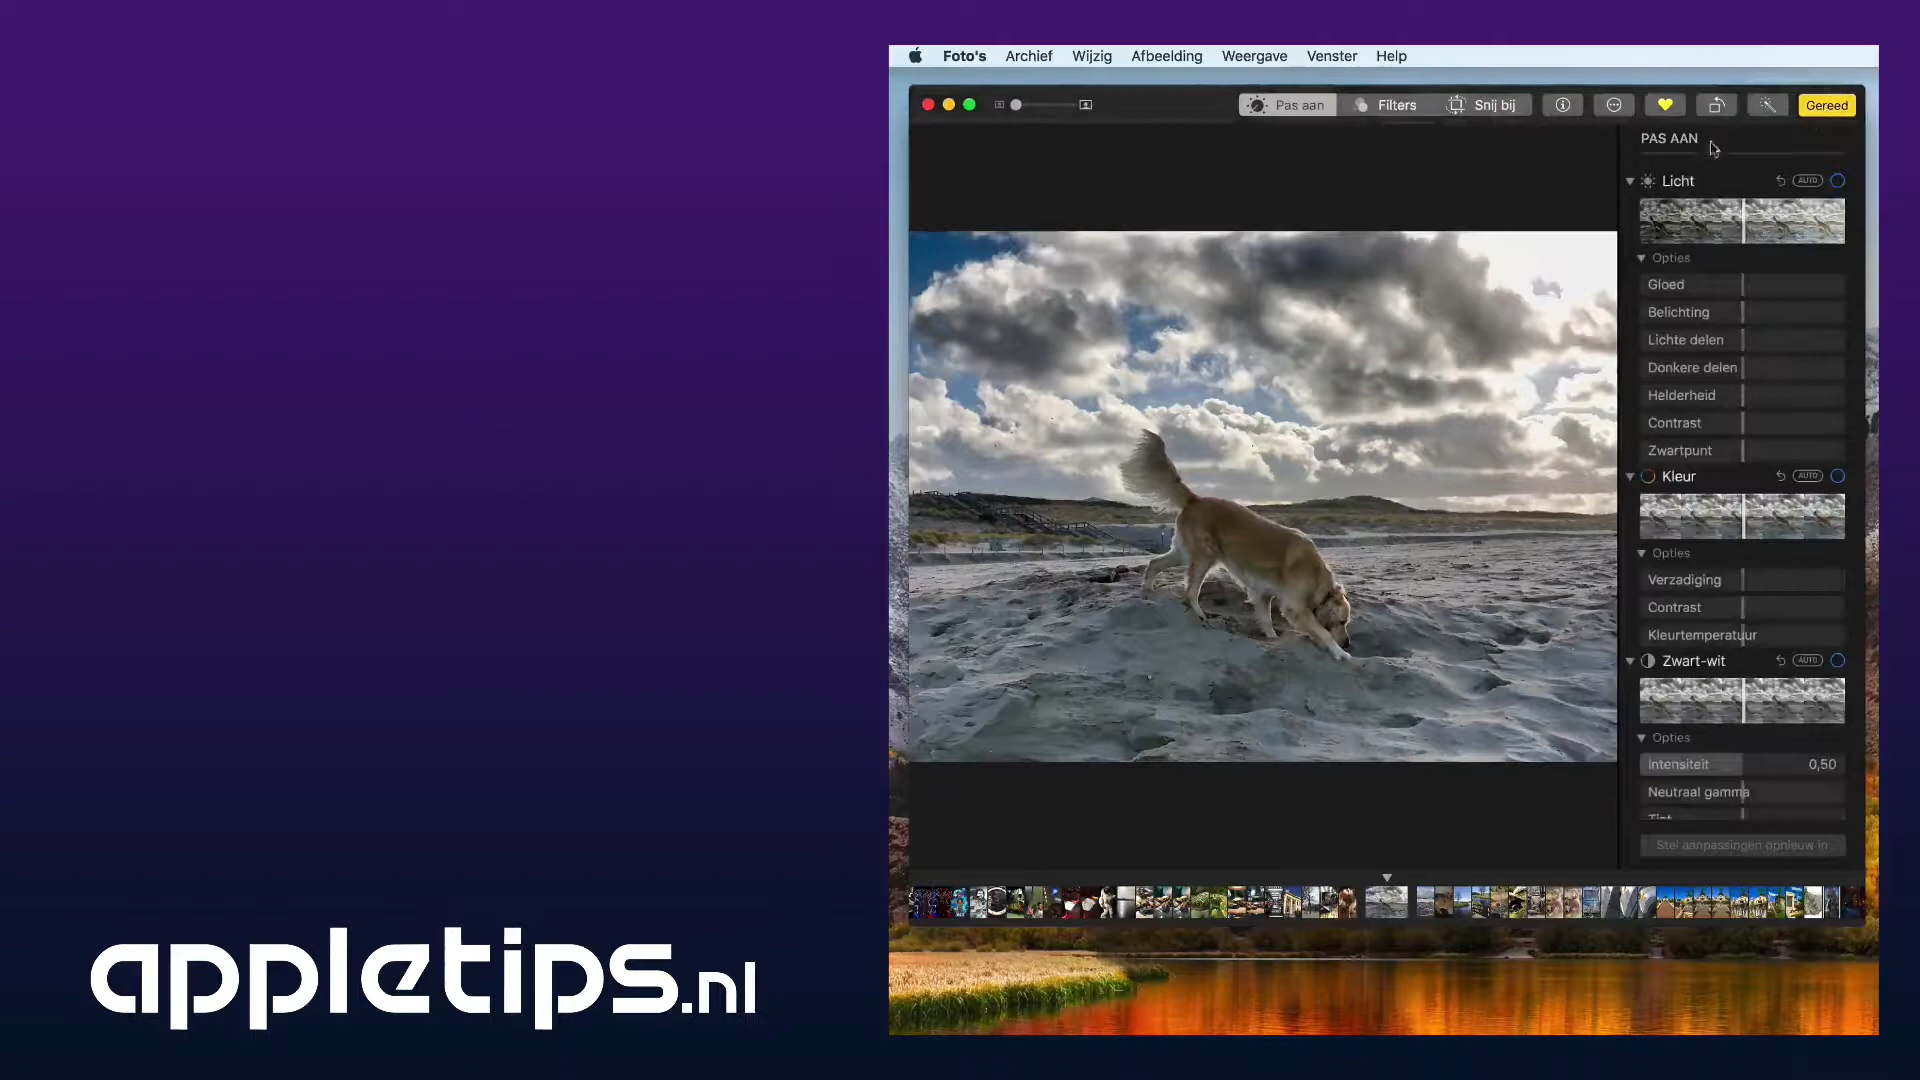 Foto's Archief Wijzig Afbeelding Weergave Venster Help
Pas aan Filters Snij bij Gereed
PAS AAN
Licht AUTO
Opties
Gloed
Belichting
Lichte delen
Donkere delen
Helderheid
Contrast
Zwartpunt
Kleur AUTO
Opties
Verzadiging
Contrast
Kleurtemperatuur
Zwart-wit AUTO
Opties
Intensiteit 0,50
Neutraal gamma
Tint
Stel aanpassingen opnieuw in
appletips.nl